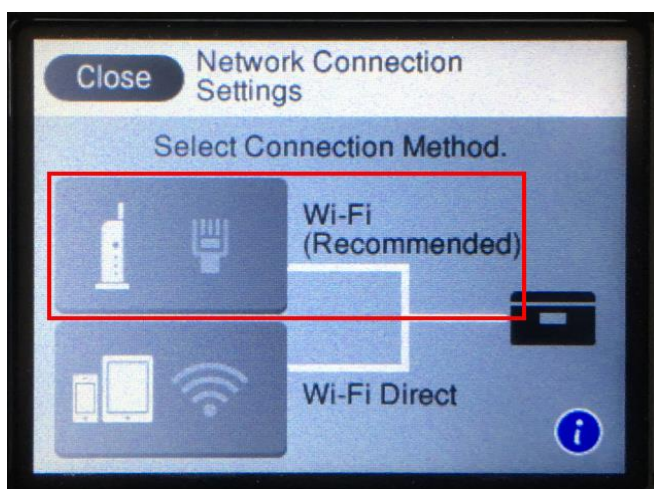 Close
Network Connection
Settings
Select Connection Method.
Wi-Fi
(Recommended)
Wi-Fi Direct
i